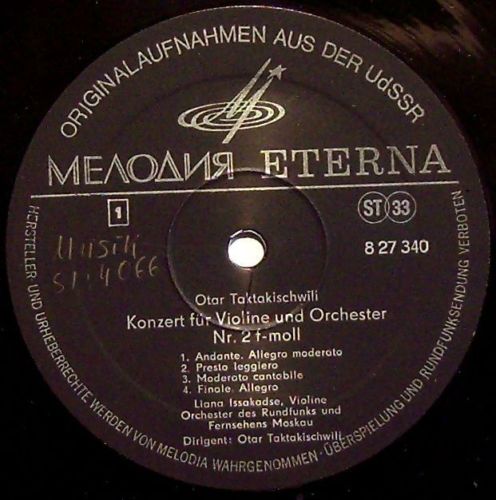 ORIGINALAUFNAHMEN AUS DER UdSSR
МЕЛОДИЯ ETERNA
1
ST 33
8 27 340
Musik
St: 4066
Otar Taktakischwili
Konzert für Violine und Orchester
Nr. 2 f-moll
1. Andante. Allegro moderato
2. Presto leggiero
3. Moderato cantabile
4. Finale. Allegro
Liana Issakadse, Violine
Orchester des Rundfunks und
Fernsehens Moskau
Dirigent: Otar Taktakischwili
HERSTELLER- UND URHEBERRECHTE WERDEN VON MELODIA WAHRGENOMMEN · ÜBERSPIELUNG UND RUNDFUNKSENDUNG VERBOTEN